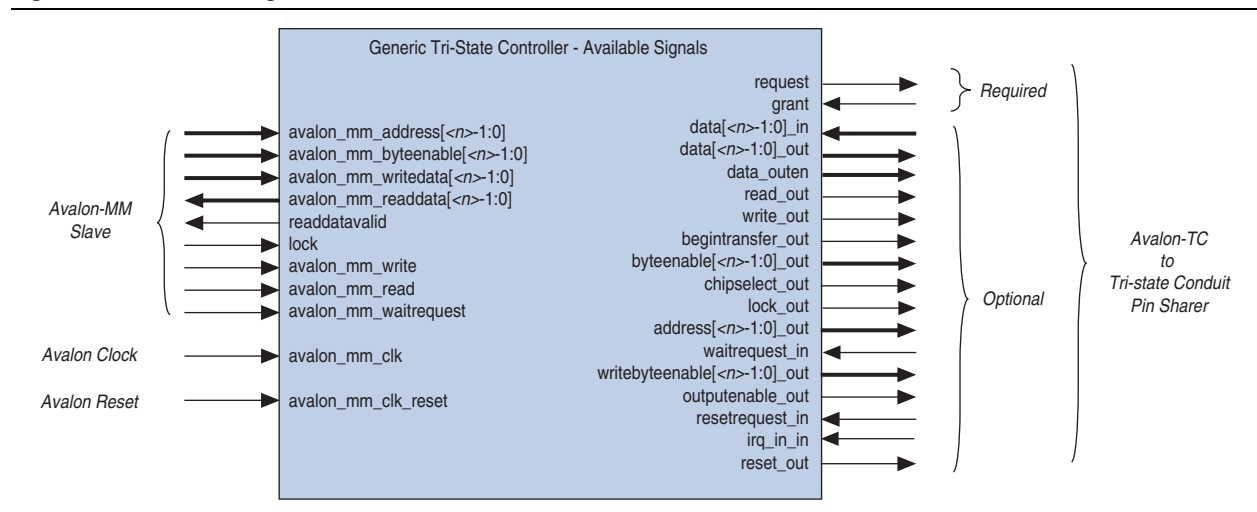 Generic Tri-State Controller - Available Signals
request
grant
data[<n>-1:0]_in
data[<n>-1:0]_out
data_outen
read_out
write_out
begintransfer_out
byteenable[<n>-1:0]_out
chipselect_out
lock_out
address[<n>-1:0]_out
waitrequest_in
writebyteenable[<n>-1:0]_out
outputenable_out
resetrequest_in
irq_in_in
reset_out
avalon_mm_address[<n>-1:0]
avalon_mm_byteenable[<n>-1:0]
avalon_mm_writedata[<n>-1:0]
avalon_mm_readdata[<n>-1:0]
readdatavalid
lock
avalon_mm_write
avalon_mm_read
avalon_mm_waitrequest
avalon_mm_clk
avalon_mm_clk_reset
Avalon-MM
Slave
Avalon Clock
Avalon Reset
Required
Optional
Avalon-TC
to
Tri-state Conduit
Pin Sharer